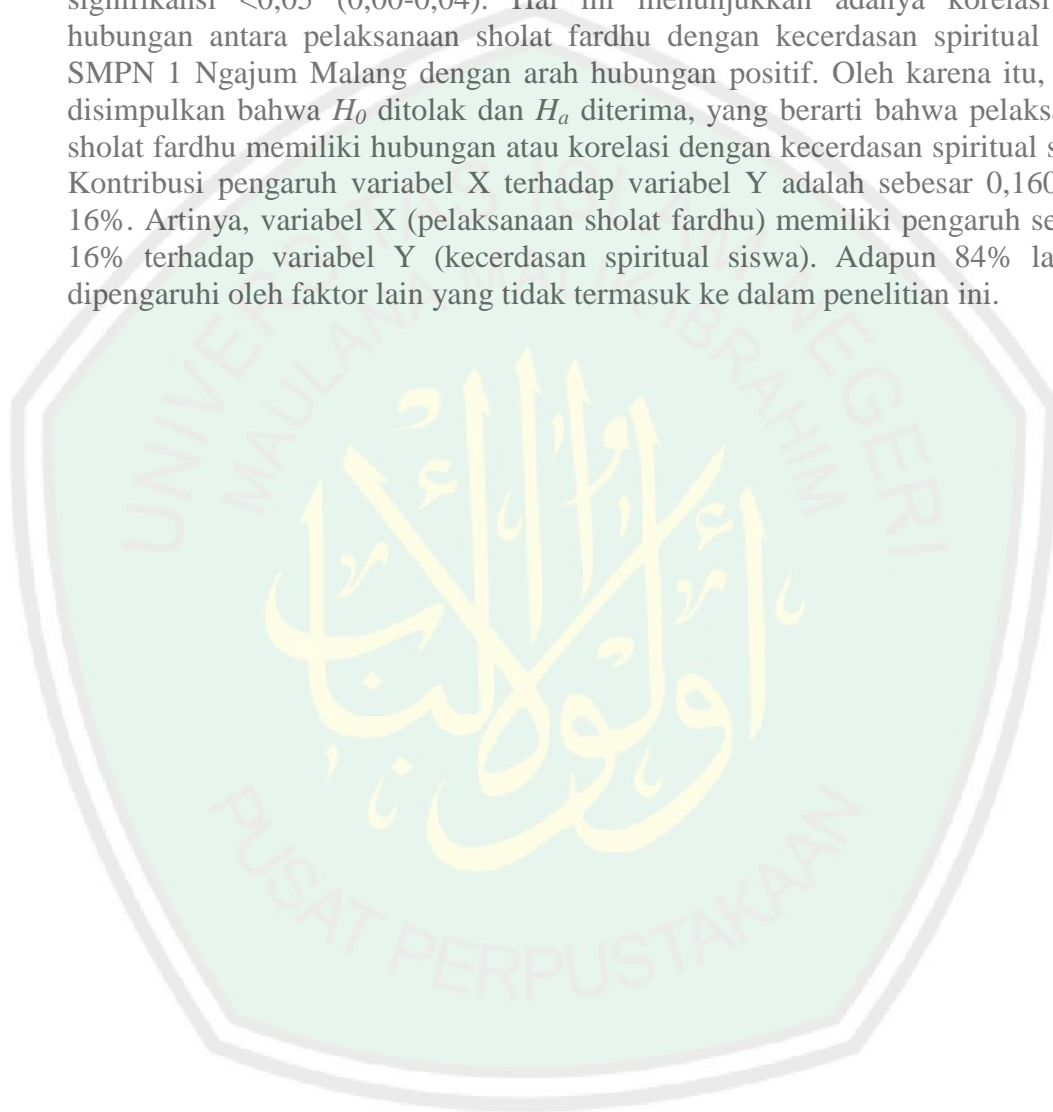 signifikansi <0,05 (0,00-0,04). Hal ini menunjukkan adanya korelasi
hubungan antara pelaksanaan sholat fardhu dengan kecerdasan spiritual
SMPN 1 Ngajum Malang dengan arah hubungan positif. Oleh karena itu,
disimpulkan bahwa H₀ ditolak dan Hₐ diterima, yang berarti bahwa pelaksa
sholat fardhu memiliki hubungan atau korelasi dengan kecerdasan spiritual s
Kontribusi pengaruh variabel X terhadap variabel Y adalah sebesar 0,160
16%. Artinya, variabel X (pelaksanaan sholat fardhu) memiliki pengaruh se
16% terhadap variabel Y (kecerdasan spiritual siswa). Adapun 84% la
dipengaruhi oleh faktor lain yang tidak termasuk ke dalam penelitian ini.
UNIVERSITAS ISLAM NEGERI
MAULANA MALIK IBRAHIM
أولوا الألباب
PUSAT PERPUSTAKAAN